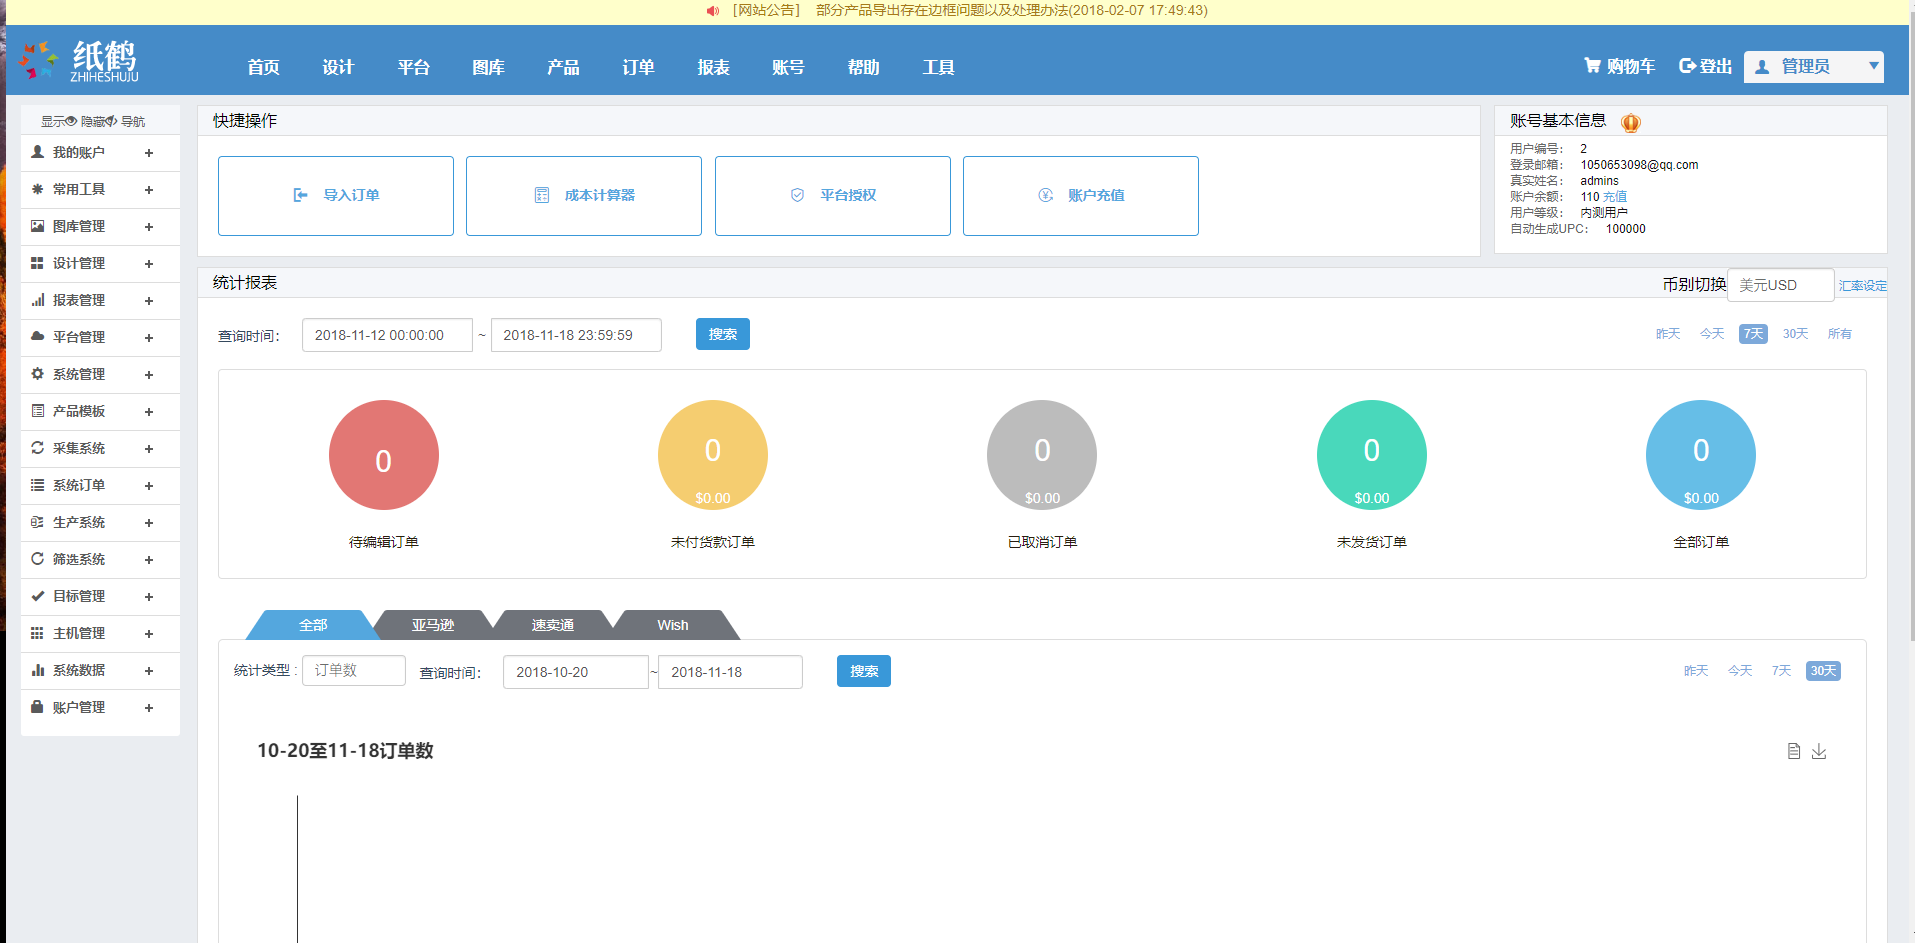 [网站公告] 部分产品导出存在边框问题以及处理办法(2018-02-07 17:49:43)
纸鹤
ZHIHESHUJU
首页 设计 平台 图库 产品 订单 报表 账号 帮助 工具
购物车 登出 管理员
显示 隐藏 导航
我的账户 +
常用工具 +
图库管理 +
设计管理 +
报表管理 +
平台管理 +
系统管理 +
产品模板 +
采集系统 +
系统订单 +
生产系统 +
筛选系统 +
目标管理 +
主机管理 +
系统数据 +
账户管理 +
快捷操作
导入订单 成本计算器 平台授权 账户充值
账号基本信息
用户编号: 2
登录邮箱: 1050653098@qq.com
真实姓名: admins
账户余额: 110 充值
用户等级: 内测用户
自动生成UPC: 100000
统计报表
币别切换 美元USD 汇率设定
查询时间: 2018-11-12 00:00:00 ~ 2018-11-18 23:59:59 搜索
昨天 今天 7天 30天 所有
0 0 0 0 0
$0.00 $0.00 $0.00 $0.00
待编辑订单 未付货款订单 已取消订单 未发货订单 全部订单
全部 亚马逊 速卖通 Wish
统计类型 : 订单数 查询时间: 2018-10-20 ~ 2018-11-18 搜索
昨天 今天 7天 30天
10-20至11-18订单数